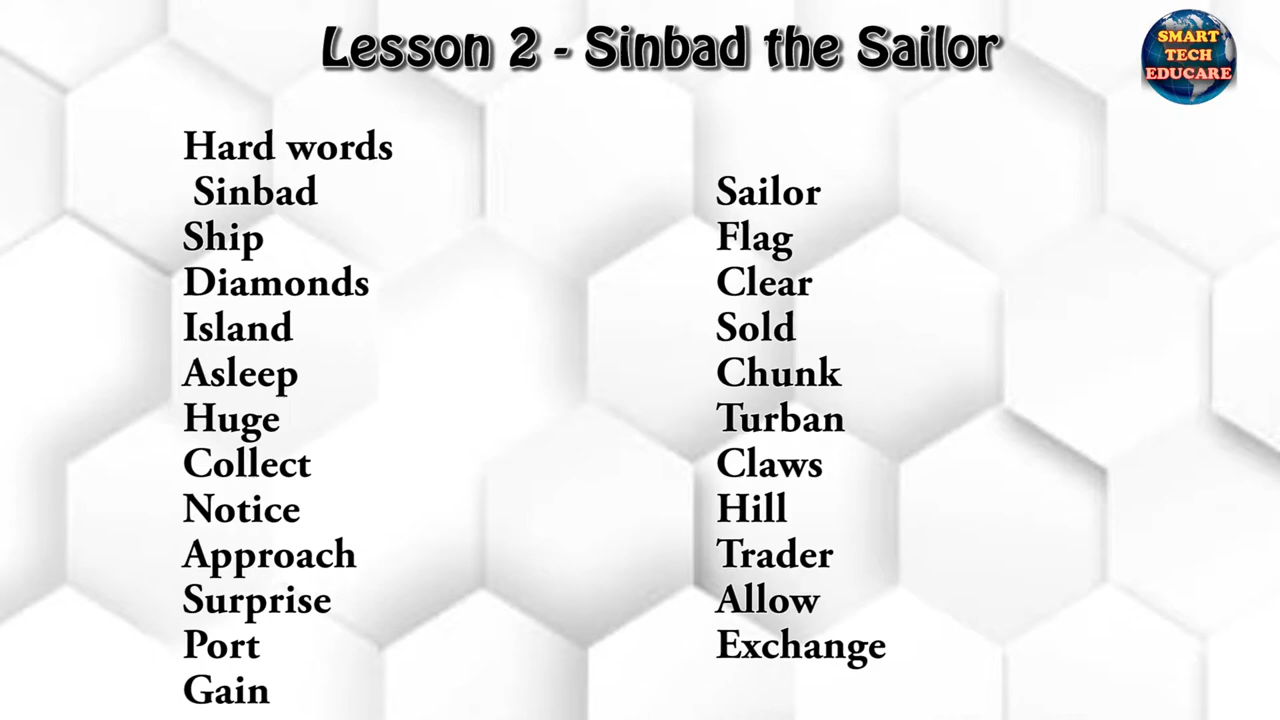 Lesson 2 - Sinbad the Sailor
SMART
TECH
EDUCARE
Hard words
Sinbad
Ship
Diamonds
Island
Asleep
Huge
Collect
Notice
Approach
Surprise
Port
Gain
Sailor
Flag
Clear
Sold
Chunk
Turban
Claws
Hill
Trader
Allow
Exchange